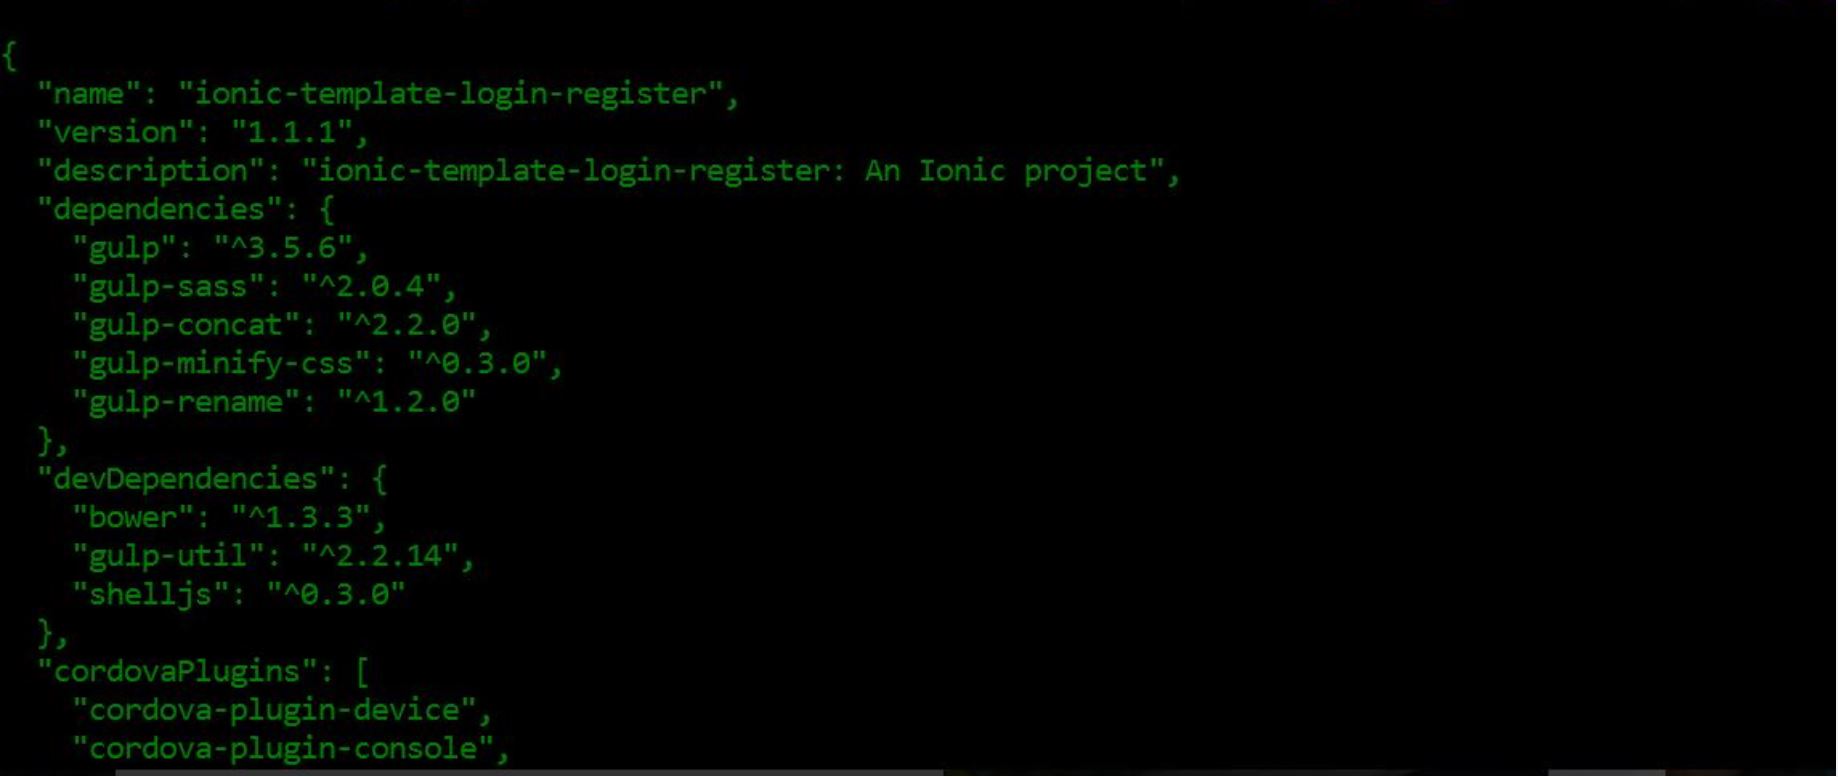 {
"name": "ionic-template-login-register",
"version": "1.1.1",
"description": "ionic-template-login-register: An Ionic project",
"dependencies": {
"gulp": "^3.5.6",
"gulp-sass": "^2.0.4",
"gulp-concat": "^2.2.0",
"gulp-minify-css": "^0.3.0",
"gulp-rename": "^1.2.0"
},
"devDependencies": {
"bower": "^1.3.3",
"gulp-util": "^2.2.14",
"shelljs": "^0.3.0"
},
"cordovaPlugins": [
"cordova-plugin-device",
"cordova-plugin-console",